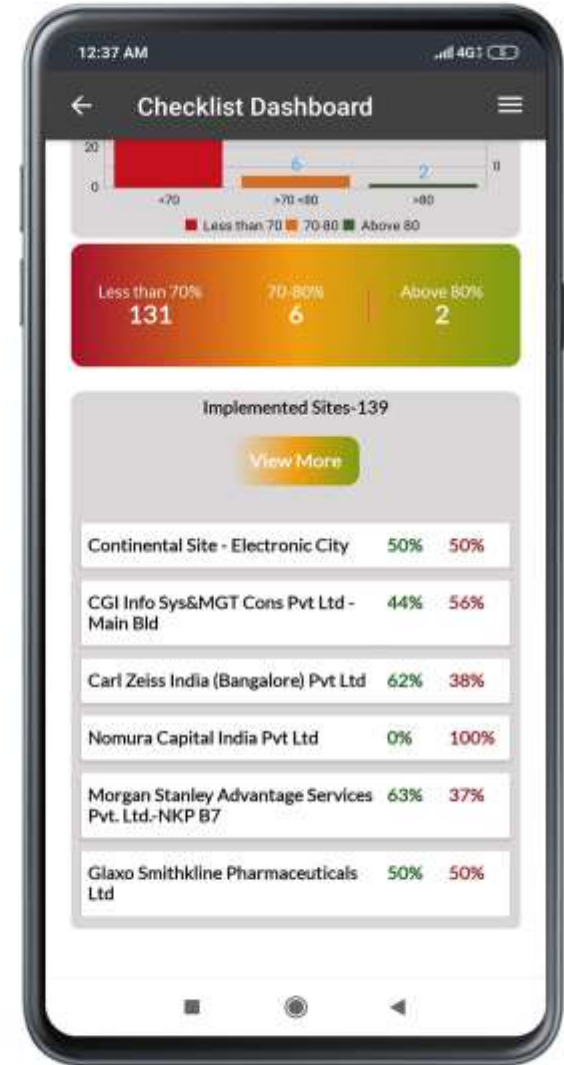 12:37 AM 4G
Checklist Dashboard
20
6
2
0
0
<70 >70 <80 >80
Less than 70 70-80 Above 80
Less than 70% 70-80% Above 80%
131 6 2
Implemented Sites-139
View More
Continental Site - Electronic City 50% 50%
CGI Info Sys&MGT Cons Pvt Ltd - 44% 56%
Main Bld
Carl Zeiss India (Bangalore) Pvt Ltd 62% 38%
Nomura Capital India Pvt Ltd 0% 100%
Morgan Stanley Advantage Services 63% 37%
Pvt. Ltd.-NKP B7
Glaxo Smithkline Pharmaceuticals 50% 50%
Ltd